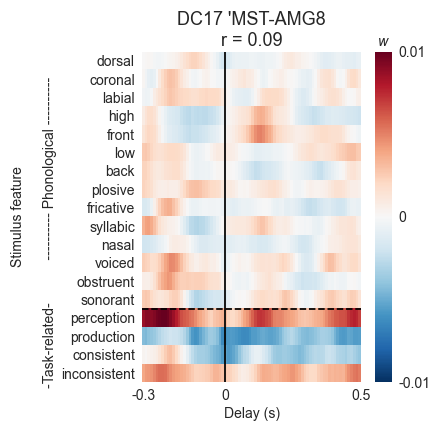 DC17 'MST-AMG8
r = 0.09
w
dorsal
coronal
labial
high
front
low
back
plosive
fricative
syllabic
nasal
voiced
obstruent
sonorant
perception
production
consistent
inconsistent
Stimulus feature
-Task-related- ----------- Phonological -----------
0.01
0
-0.01
-0.3 0 0.5
Delay (s)